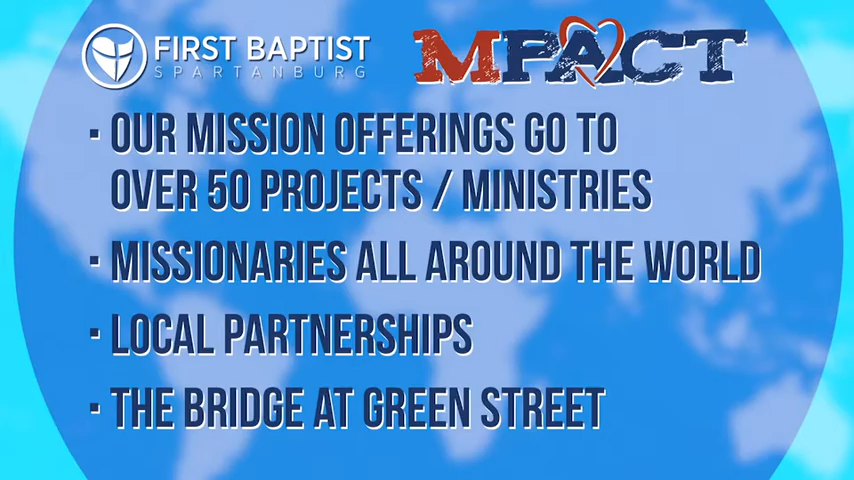 FIRST BAPTIST
SPARTANBURG
MPACT
· OUR MISSION OFFERINGS GO TO
OVER 50 PROJECTS / MINISTRIES
· MISSIONARIES ALL AROUND THE WORLD
· LOCAL PARTNERSHIPS
· THE BRIDGE AT GREEN STREET